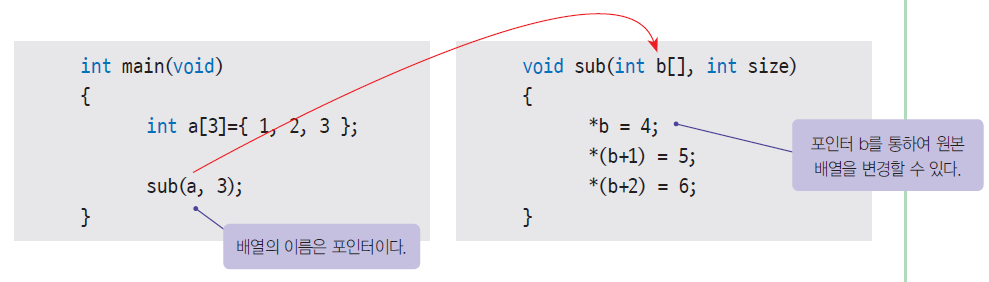 int main(void)
{
int a[3]={ 1, 2, 3 };
sub(a, 3);
}
배열의 이름은 포인터이다.
void sub(int b[], int size)
{
*b = 4;
*(b+1) = 5;
*(b+2) = 6;
}
포인터 b를 통하여 원본
배열을 변경할 수 있다.